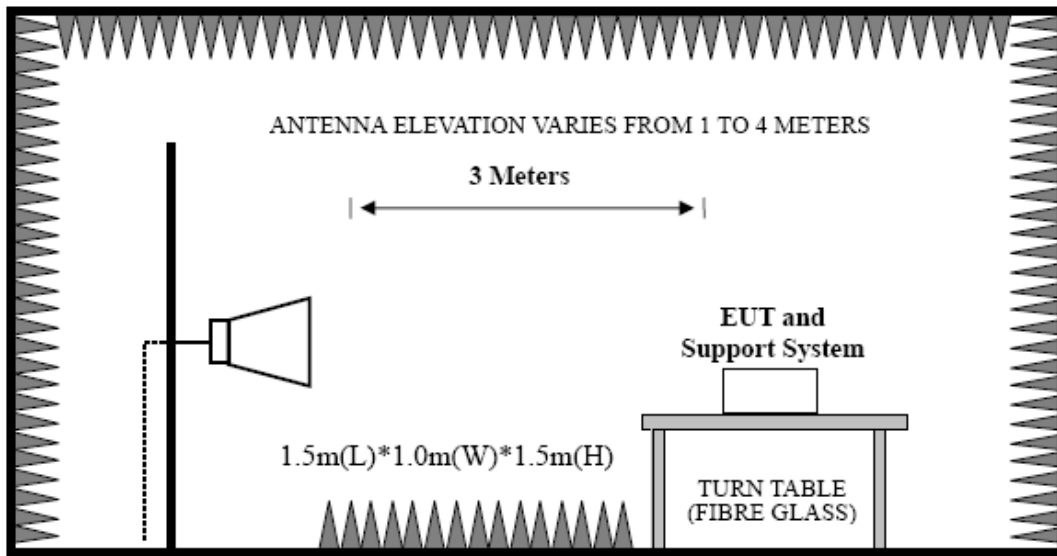 ANTENNA ELEVATION VARIES FROM 1 TO 4 METERS
3 Meters
EUT and
Support System
1.5m(L)*1.0m(W)*1.5m(H)
TURN TABLE
(FIBRE GLASS)